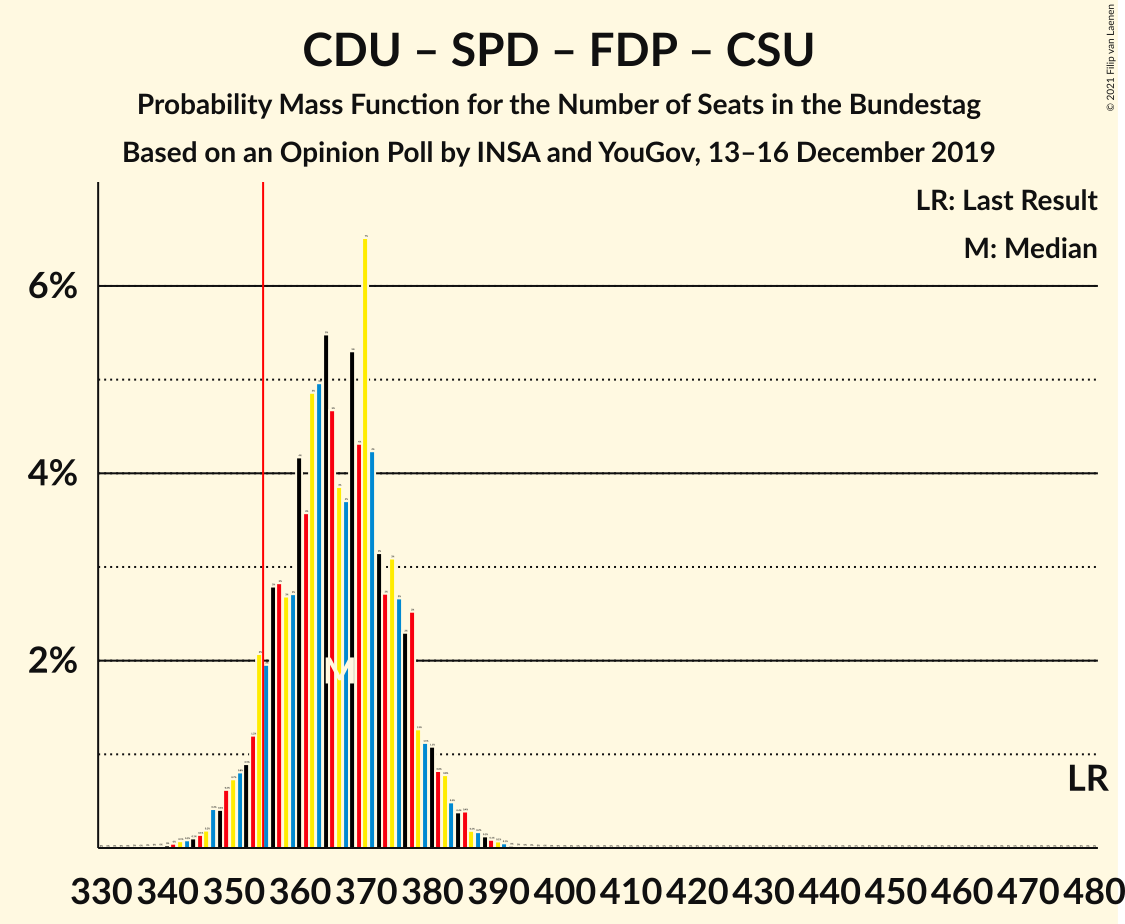 CDU – SPD – FDP – CSU
Probability Mass Function for the Number of Seats in the Bundestag
Based on an Opinion Poll by INSA and YouGov, 13–16 December 2019
© 2021 Filip van Laenen
LR: Last Result
M: Median
6%
4%
2%
M
LR
330 340 350 360 370 380 390 400 410 420 430 440 450 460 470 480